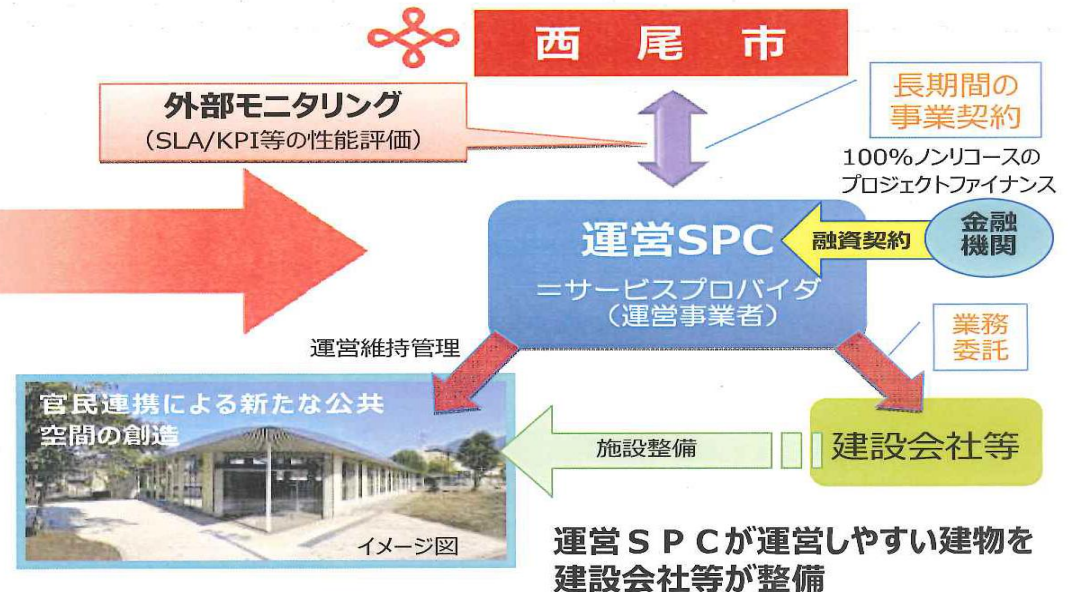 西 尾 市
外部モニタリング
（SLA/KPI等の性能評価）
長期間の
事業契約
100％ノンリコースの
プロジェクトファイナンス
運営SPC
＝サービスプロバイダ
（運営事業者）
融資契約
金融
機関
業務
委託
運営維持管理
官民連携による新たな公共
空間の創造
イメージ図
施設整備
建設会社等
運営ＳＰＣが運営しやすい建物を
建設会社等が整備